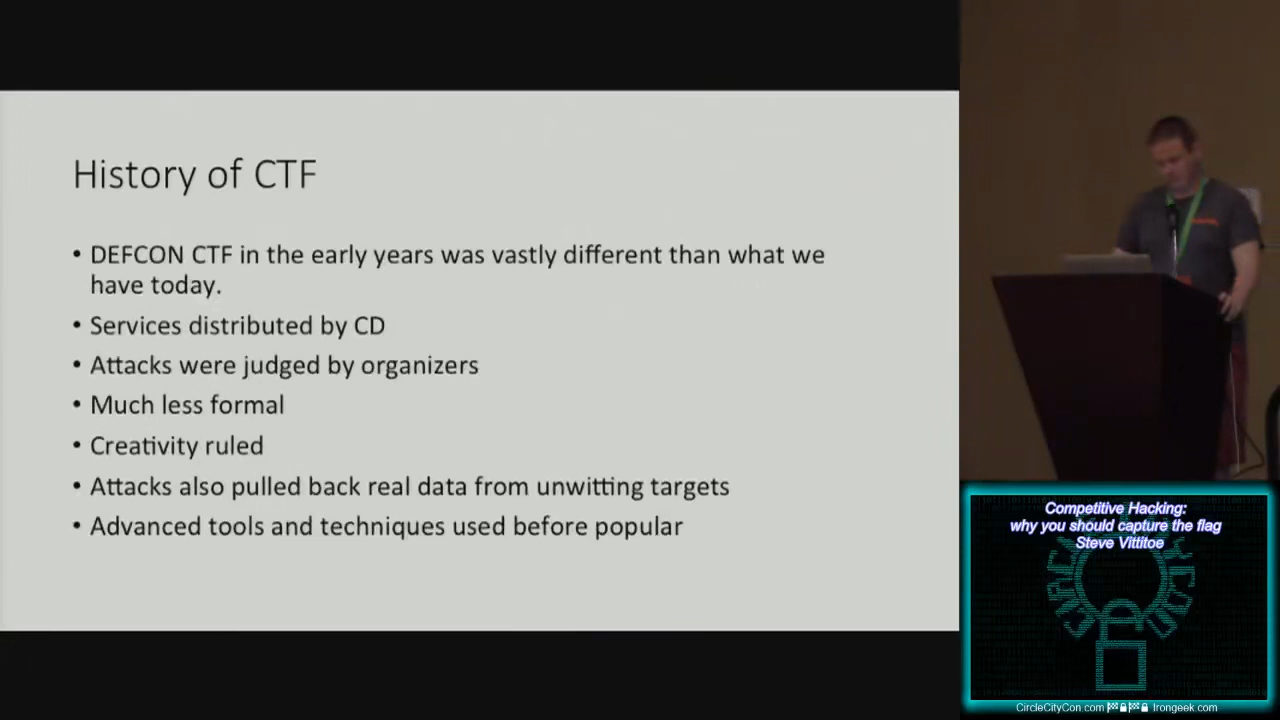 History of CTF
• DEFCON CTF in the early years was vastly different than what we
have today.
• Services distributed by CD
• Attacks were judged by organizers
• Much less formal
• Creativity ruled
• Attacks also pulled back real data from unwitting targets
• Advanced tools and techniques used before popular
Competitive Hacking:
why you should capture the flag
Steve Vittitoe
CircleCityCon.com Irongeek.com